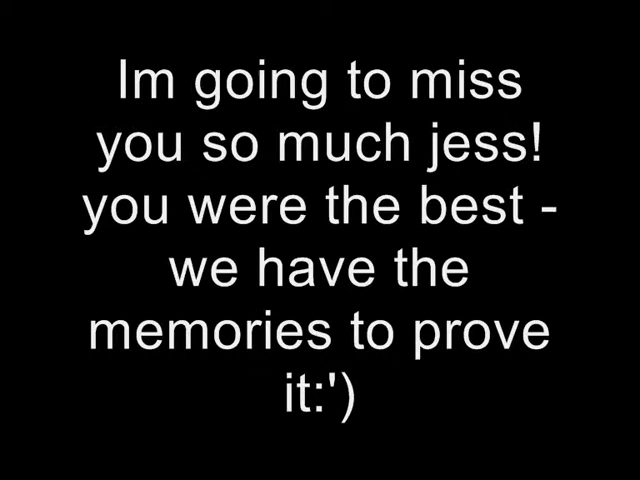 Im going to miss
you so much jess!
you were the best -
we have the
memories to prove
it:')